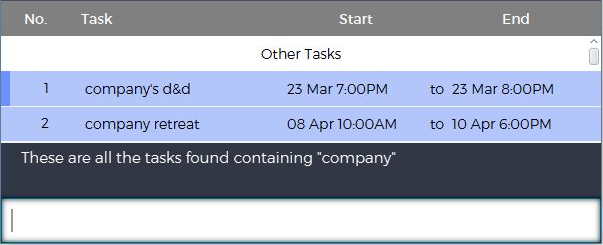 No. Task Start End
Other Tasks
1 company's d&d 23 Mar 7:00PM to 23 Mar 8:00PM
2 company retreat 08 Apr 10:00AM to 10 Apr 6:00PM
These are all the tasks found containing "company"